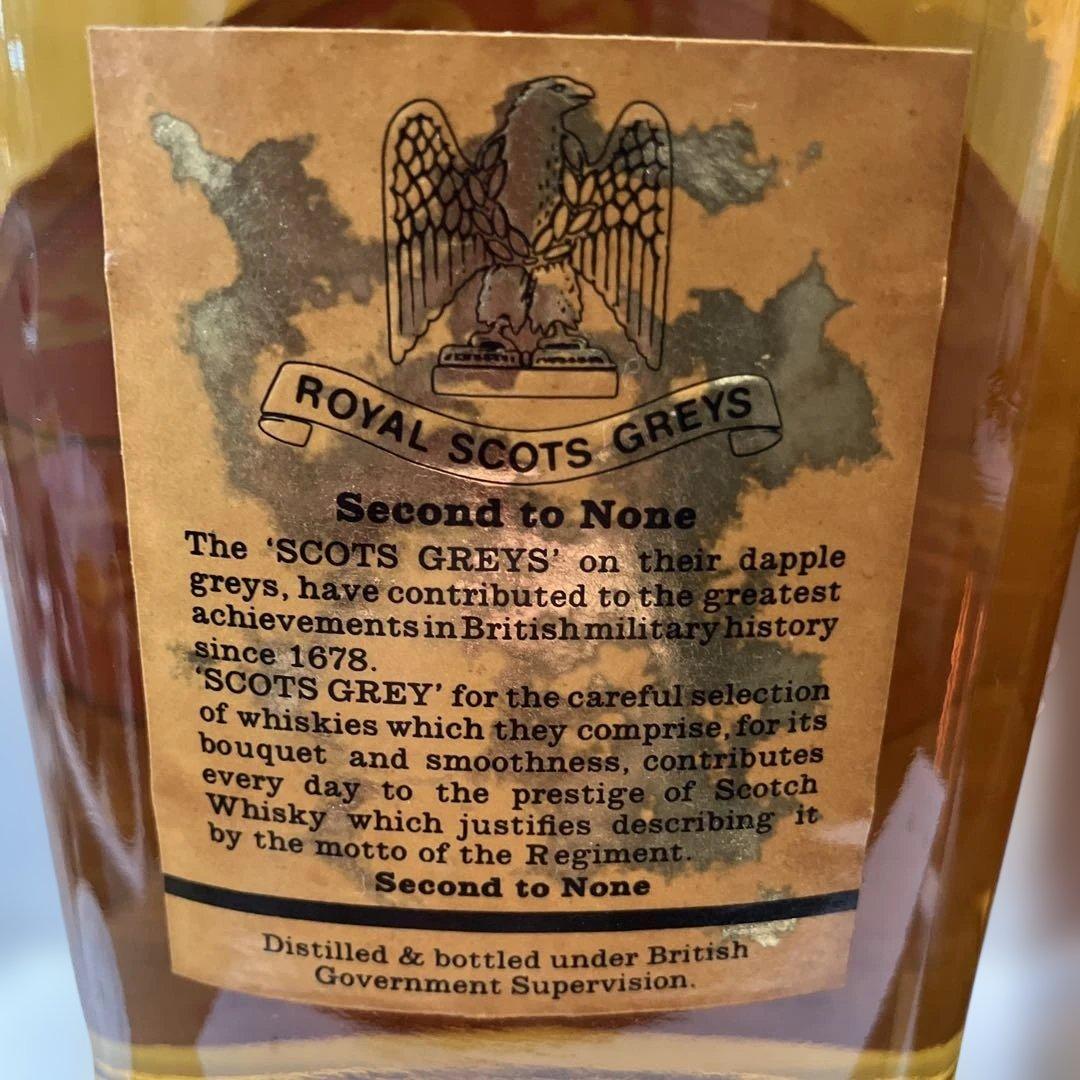 ROYAL SCOTS GREYS
Second to None
The ‘SCOTS GREYS’ on their dapple
greys, have contributed to the greatest
achievements in British military history
since 1678.
‘SCOTS GREY’ for the careful selection
of whiskies which they comprise, for its
bouquet and smoothness, contributes
every day to the prestige of Scotch
Whisky which justifies describing it
by the motto of the Regiment.
Second to None
Distilled & bottled under British
Government Supervision.